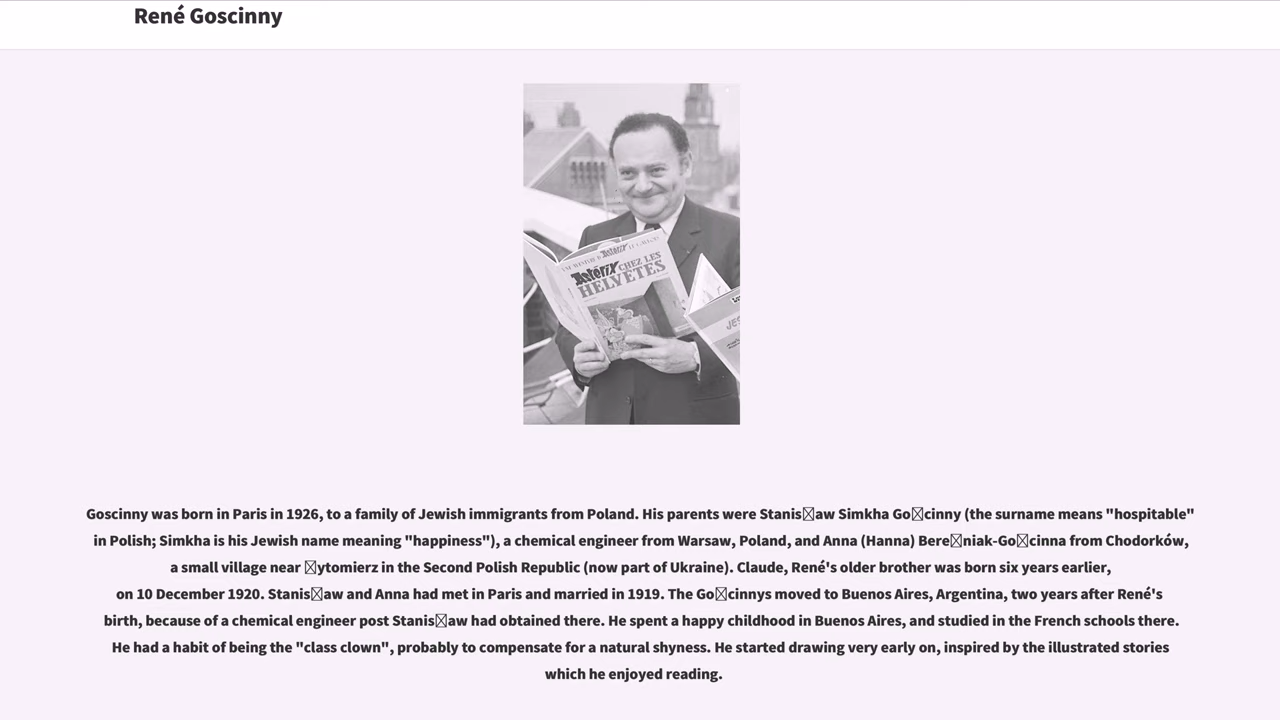 René Goscinny
UNE AVENTURE D'ASTÉRIX LE GAULOIS
Astérix CHEZ LES
HELVÈTES
Goscinny was born in Paris in 1926, to a family of Jewish immigrants from Poland. His parents were Stanis□aw Simkha Go□cinny (the surname means "hospitable"
in Polish; Simkha is his Jewish name meaning "happiness"), a chemical engineer from Warsaw, Poland, and Anna (Hanna) Bere□niak-Go□cinna from Chodorków,
a small village near □ytomierz in the Second Polish Republic (now part of Ukraine). Claude, René's older brother was born six years earlier,
on 10 December 1920. Stanis□aw and Anna had met in Paris and married in 1919. The Go□cinnys moved to Buenos Aires, Argentina, two years after René's
birth, because of a chemical engineer post Stanis□aw had obtained there. He spent a happy childhood in Buenos Aires, and studied in the French schools there.
He had a habit of being the "class clown", probably to compensate for a natural shyness. He started drawing very early on, inspired by the illustrated stories
which he enjoyed reading.